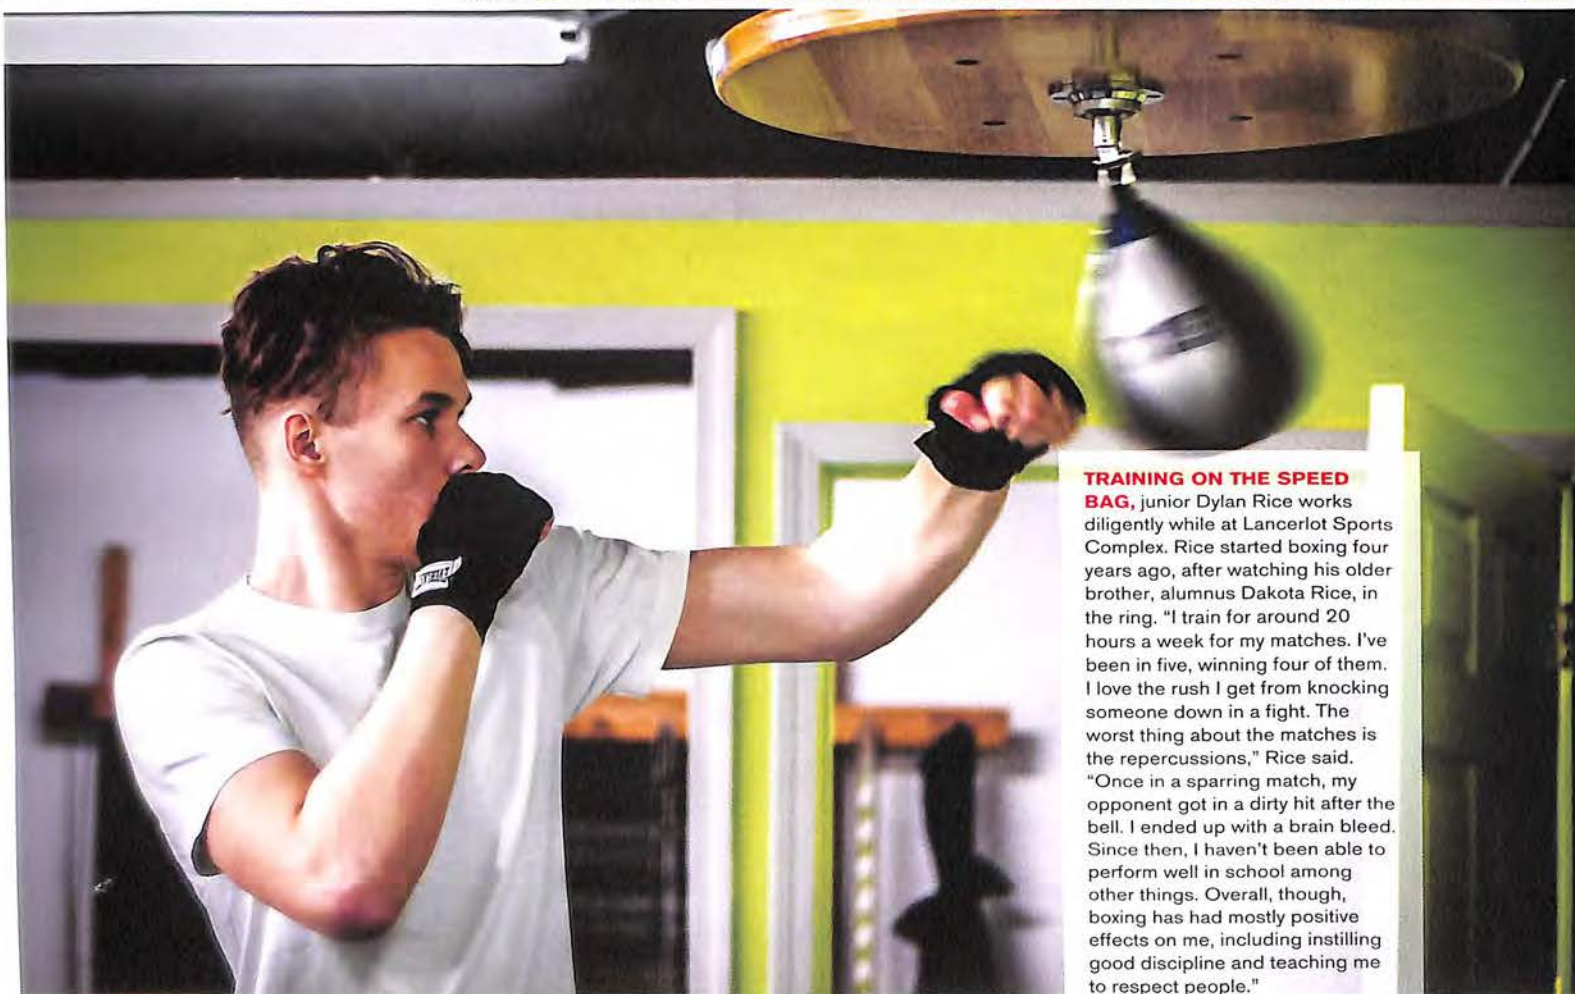 TRAINING ON THE SPEED
BAG, junior Dylan Rice works
diligently while at Lancerlot Sports
Complex. Rice started boxing four
years ago, after watching his older
brother, alumnus Dakota Rice, in
the ring. “I train for around 20
hours a week for my matches. I've
been in five, winning four of them.
I love the rush I get from knocking
someone down in a fight. The
worst thing about the matches is
the repercussions,” Rice said.
“Once in a sparring match, my
opponent got in a dirty hit after the
bell. I ended up with a brain bleed.
Since then, I haven't been able to
perform well in school among
other things. Overall, though,
boxing has had mostly positive
effects on me, including instilling
good discipline and teaching me
to respect people.”